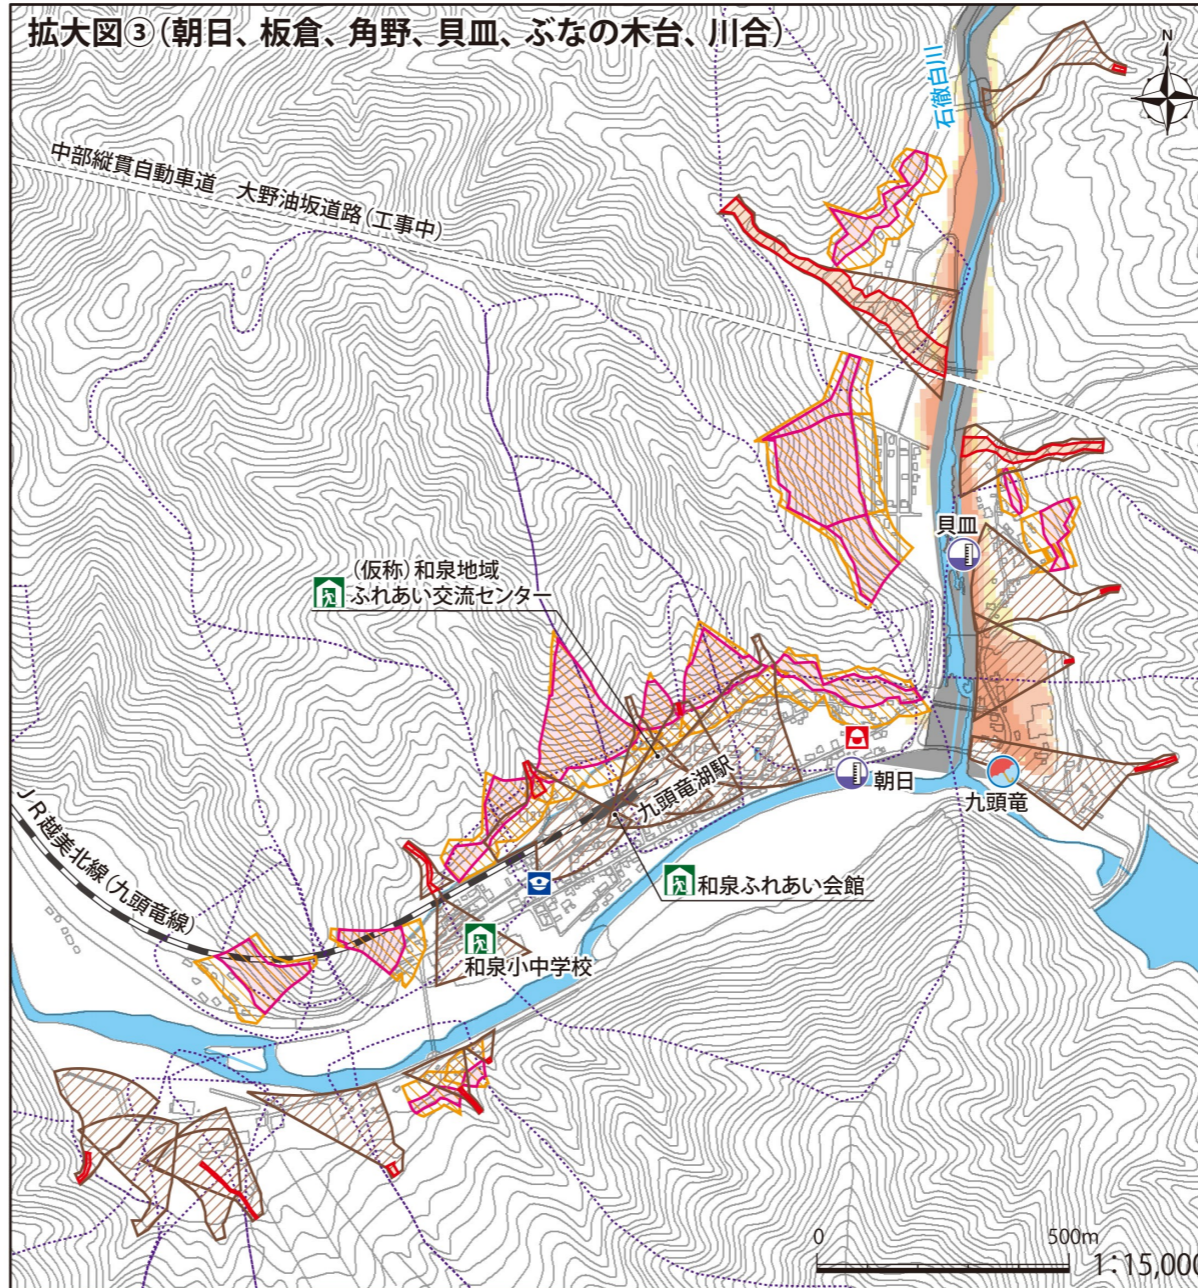 拡大図③(朝日、板倉、角野、貝皿、ぶなの木台、川合)
N
石徹白川
中部縦貫自動車道 大野油坂道路(工事中)
貝皿
(仮称)和泉地域
ふれあい交流センター
九頭竜湖駅
朝日
九頭竜
JR越美北線(九頭竜線)
和泉ふれあい会館
和泉小中学校
0
500m
1:15,000